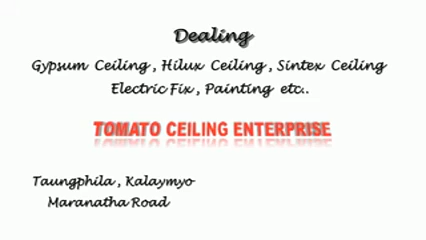 Dealing
Gypsum Ceiling , Hilux Ceiling , Sintex Ceiling
Electric Fix , Painting etc..
TOMATO CEILING ENTERPRISE
Taungphila , Kalaymyo
Maranatha Road